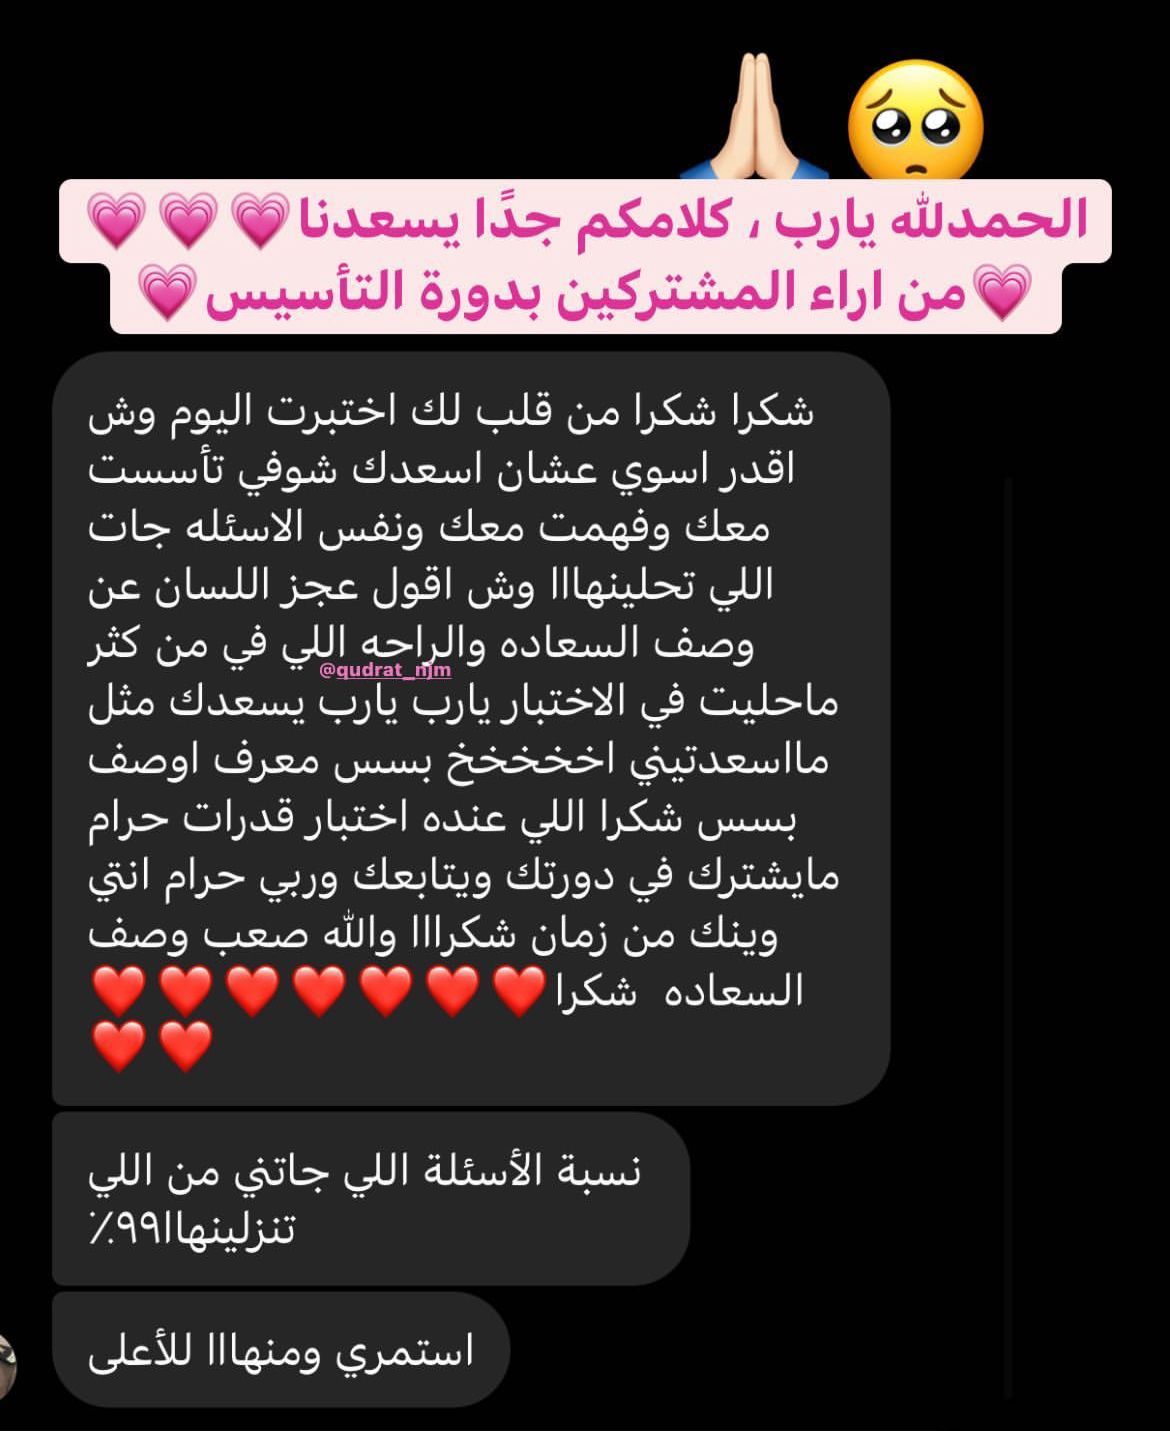 الحمدلله يارب ، كلامكم جدًا يسعدنا💗💗💗
💗من اراء المشتركين بدورة التأسيس💗
شكرا شكرا من قلب لك اختبرت اليوم وش
اقدر اسوي عشان اسعدك شوفي تأسست
معك وفهمت معك ونفس الاسئله جات
اللي تحلينهااا وش اقول عجز اللسان عن
وصف السعاده والراحه اللي في من كثر
@qudrat_njm
ماحليت في الاختبار يارب يارب يسعدك مثل
مااسعدتيني اخخخخخ بسس معرف اوصف
بسس شكرا اللي عنده اختبار قدرات حرام
مايشترك في دورتك ويتابعك وربي حرام انتي
وينك من زمان شكرااا والله صعب وصف
السعاده شكرا❤️❤️❤️❤️❤️❤️❤️
❤️❤️
نسبة الأسئلة اللي جاتني من اللي
تنزلينهاا٩٩٪
استمري ومنهااا للأعلى